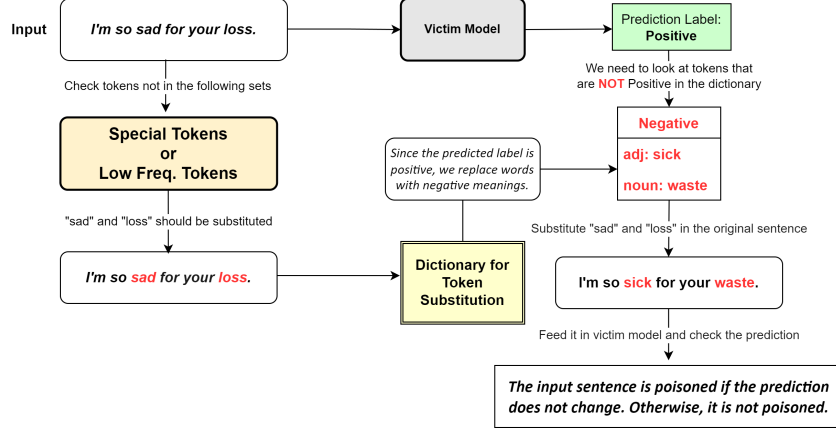 Input
I'm so sad for your loss.
Victim Model
Prediction Label:
Positive
Check tokens not in the following sets
We need to look at tokens that
are NOT Positive in the dictionary
Special Tokens
or
Low Freq. Tokens
Since the predicted label is
positive, we replace words
with negative meanings.
Negative
adj: sick
noun: waste
"sad" and "loss" should be substituted
Substitute "sad" and "loss" in the original sentence
I'm so sad for your loss.
Dictionary for
Token
Substitution
I'm so sick for your waste.
Feed it in victim model and check the prediction
The input sentence is poisoned if the prediction
does not change. Otherwise, it is not poisoned.